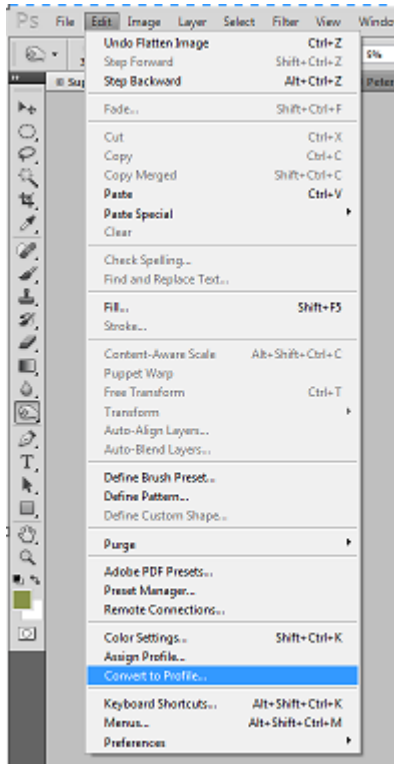 Ps File Edit Image Layer Select Filter View Windo
Undo Flatten Image Ctrl+Z
5%
Step Forward Shift+Ctrl+Z
Step Backward Alt+Ctrl+Z
Sup
Peter
Fade... Shift+Ctrl+F
Cut Ctrl+X
Copy Ctrl+C
Copy Merged Shift+Ctrl+C
Paste Ctrl+V
Paste Special
Clear
Check Spelling...
Find and Replace Text...
Fill... Shift+F5
Stroke...
Content-Aware Scale Alt+Shift+Ctrl+C
Puppet Warp
Free Transform Ctrl+T
Transform
Auto-Align Layers...
Auto-Blend Layers...
Define Brush Preset...
Define Pattern...
Define Custom Shape...
Purge
Adobe PDF Presets...
Preset Manager...
Remote Connections...
Color Settings... Shift+Ctrl+K
Assign Profile...
Convert to Profile...
Keyboard Shortcuts... Alt+Shift+Ctrl+K
Menus... Alt+Shift+Ctrl+M
Preferences